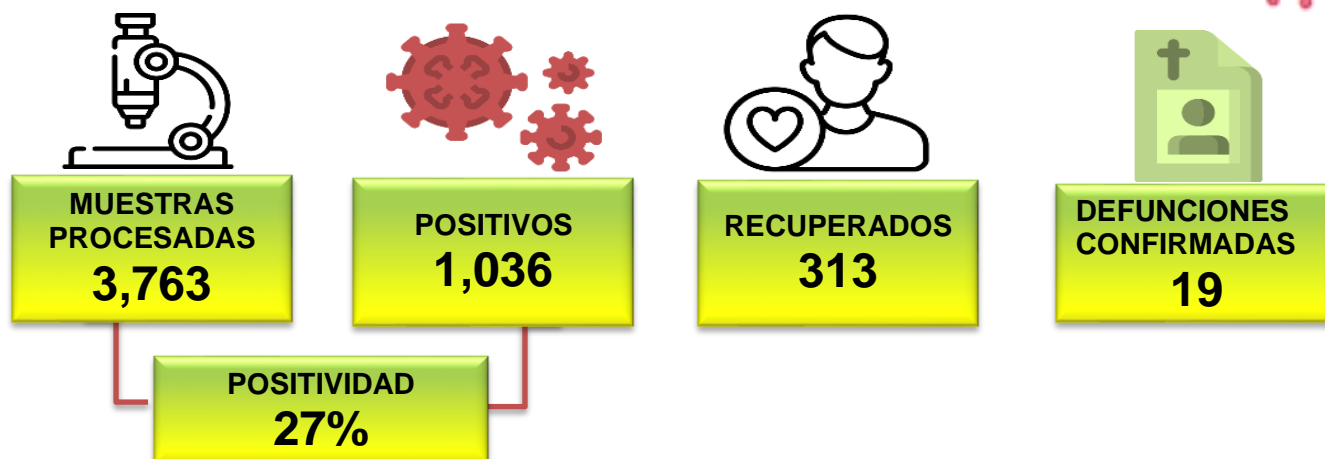 MUESTRAS
PROCESADAS
3,763
POSITIVOS
1,036
RECUPERADOS
313
DEFUNCIONES
CONFIRMADAS
19
POSITIVIDAD
27%